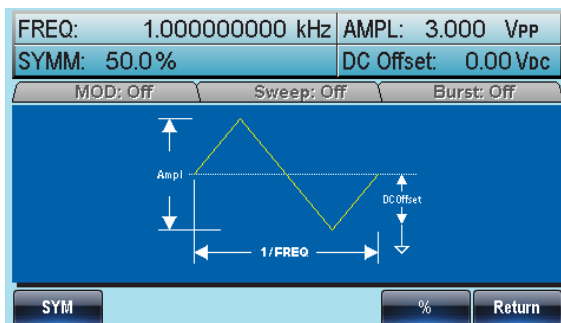 FREQ: 1.000000000 kHz AMPL: 3.000 VPP
SYMM: 50.0% DC Offset: 0.00 VDC
MOD: Off Sweep: Off Burst: Off
Ampl
DC Offset
1/FREQ
SYM % Return